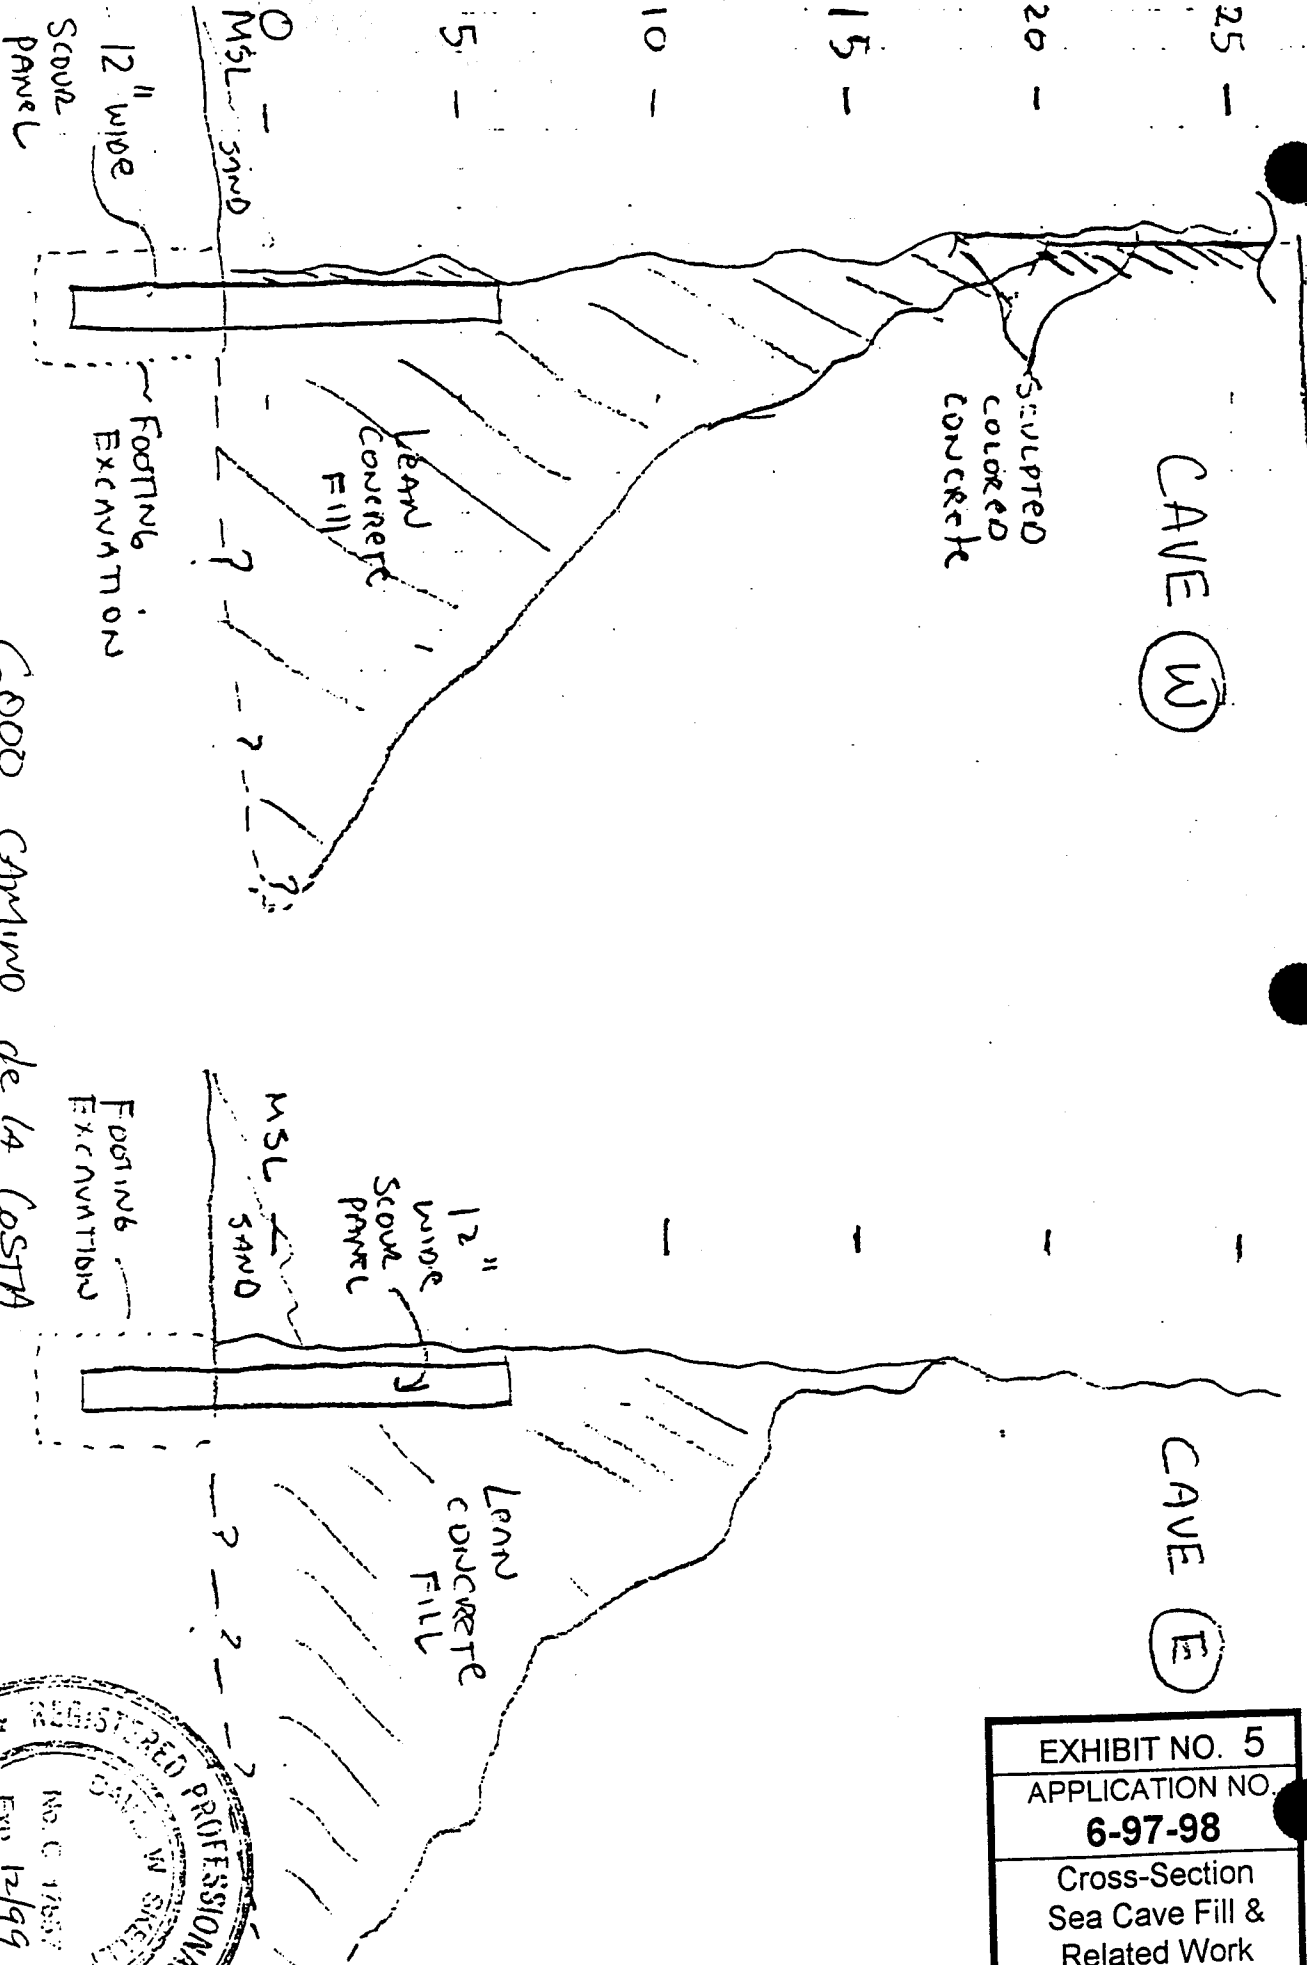 25 -
20 -
15 -
10 -
5 -
0 -
MSL SAND
12" WIDE
SCOUR
PANEL
CAVE W
SCULPTED
COLORED
CONCRETE
LEAN
CONCRETE
FILL
FOOTING
EXCAVATION
?
?
?
CAMINO de LA COSTA
CAVE E
12"
WIDE
SCOUR
PANEL
MSL
SAND
FOOTING
EXCAVATION
LEAN
CONCRETE
FILL
?
?
?
REGISTERED PROFESSIONA
W
No. C
Exp 12/99
EXHIBIT NO. 5
APPLICATION NO.
6-97-98
Cross-Section
Sea Cave Fill &
Related Work